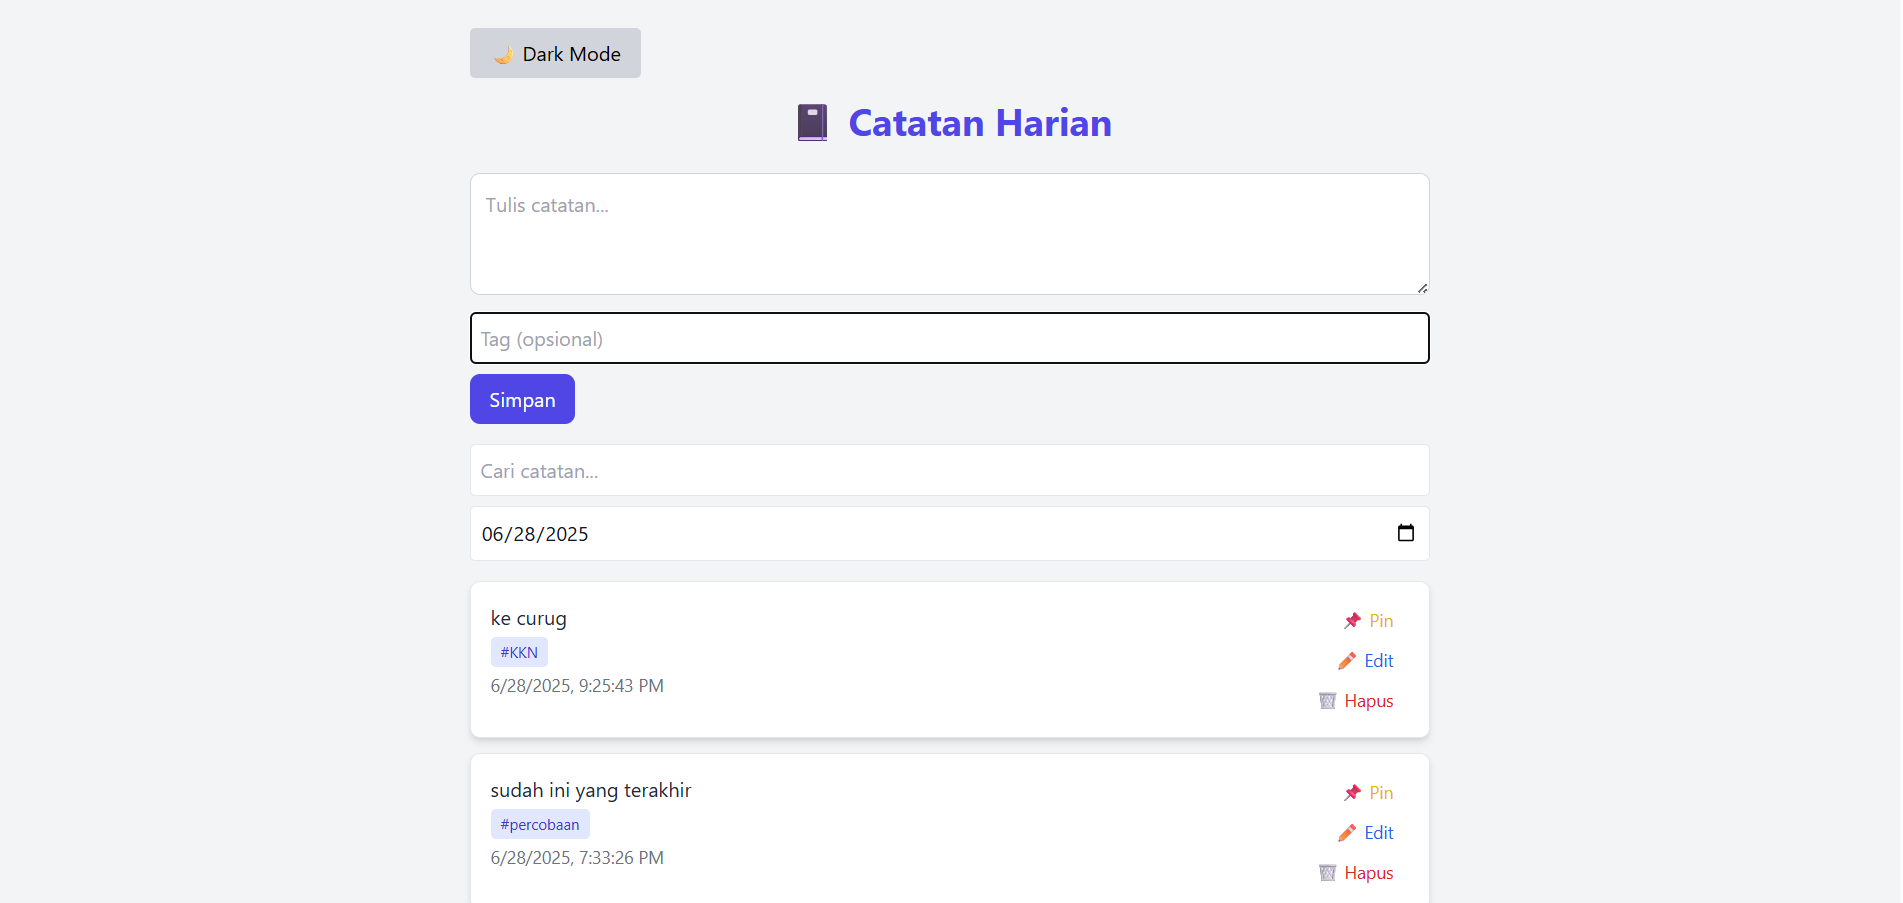 🌙 Dark Mode
📓 Catatan Harian
Tulis catatan...
Tag (opsional)
Simpan
Cari catatan...
06/28/2025
ke curug
📌 Pin
#KKN
✏️ Edit
6/28/2025, 9:25:43 PM
🗑️ Hapus
sudah ini yang terakhir
📌 Pin
#percobaan
✏️ Edit
6/28/2025, 7:33:26 PM
🗑️ Hapus